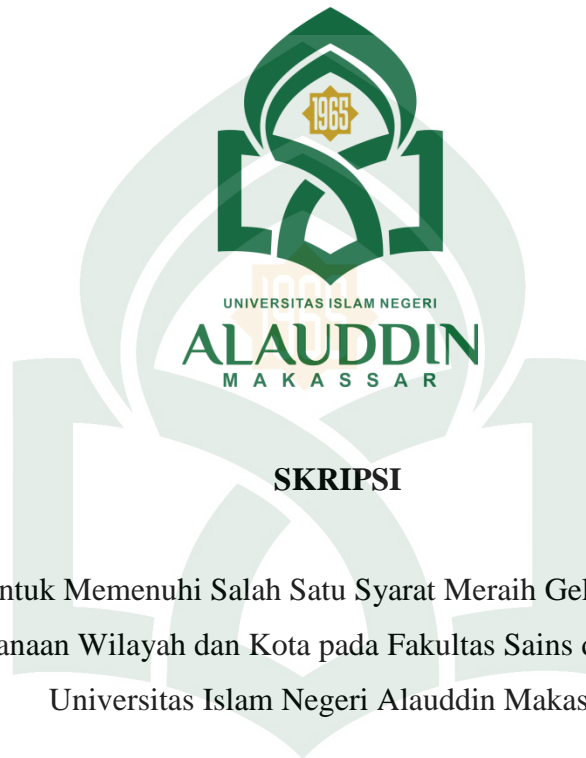 1965
UNIVERSITAS ISLAM NEGERI
ALAUDDIN
MAKASSAR
SKRIPSI
ntuk Memenuhi Salah Satu Syarat Meraih Gel
anaan Wilayah dan Kota pada Fakultas Sains d
Universitas Islam Negeri Alauddin Makas